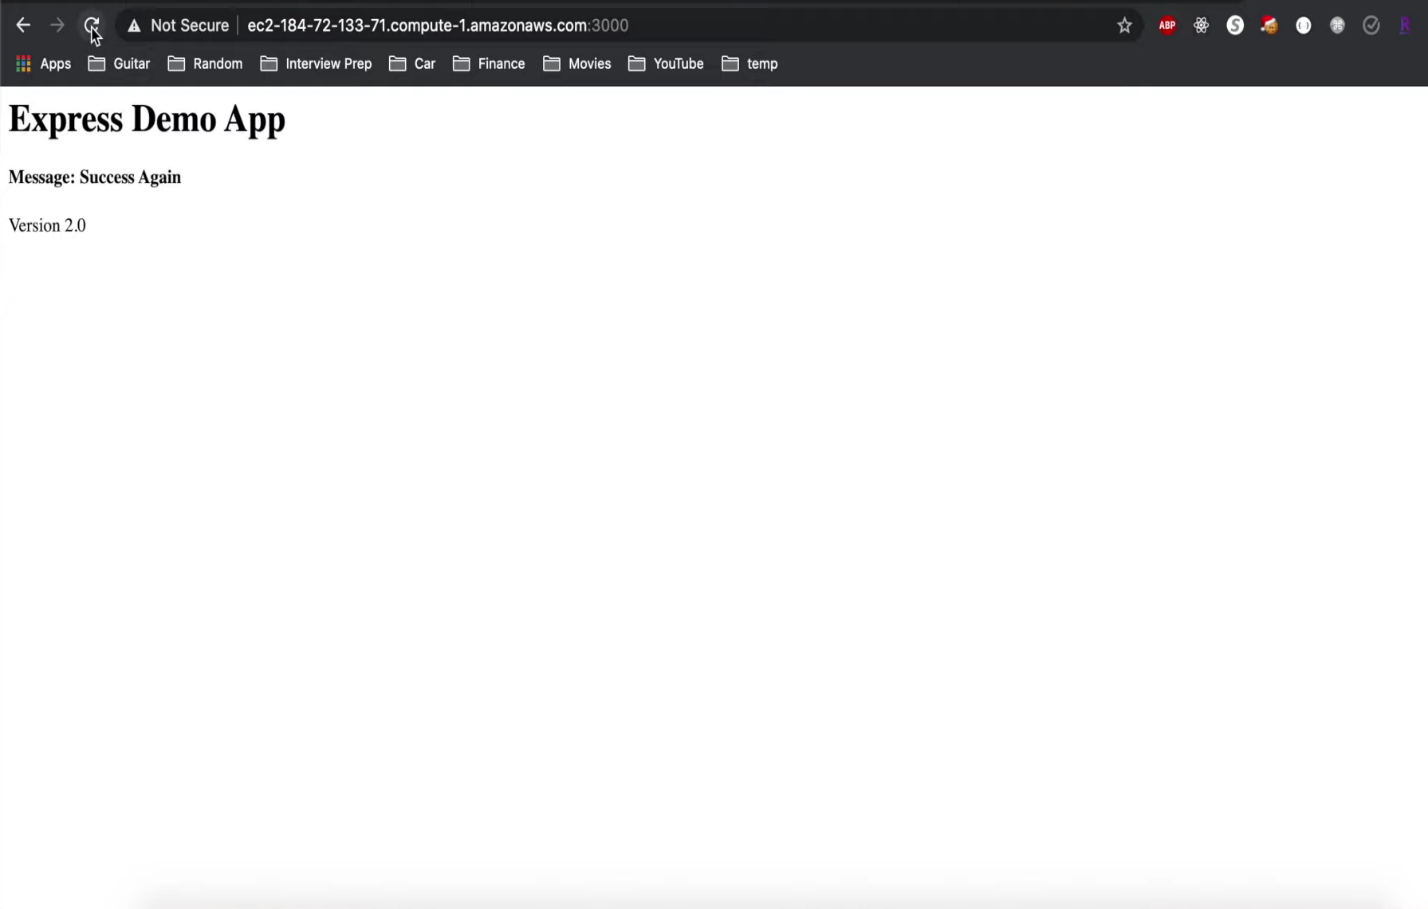 Not Secure ec2-184-72-133-71.compute-1.amazonaws.com:3000 ABP
Apps Guitar Random Interview Prep Car Finance Movies YouTube temp
Express Demo App
Message: Success Again
Version 2.0